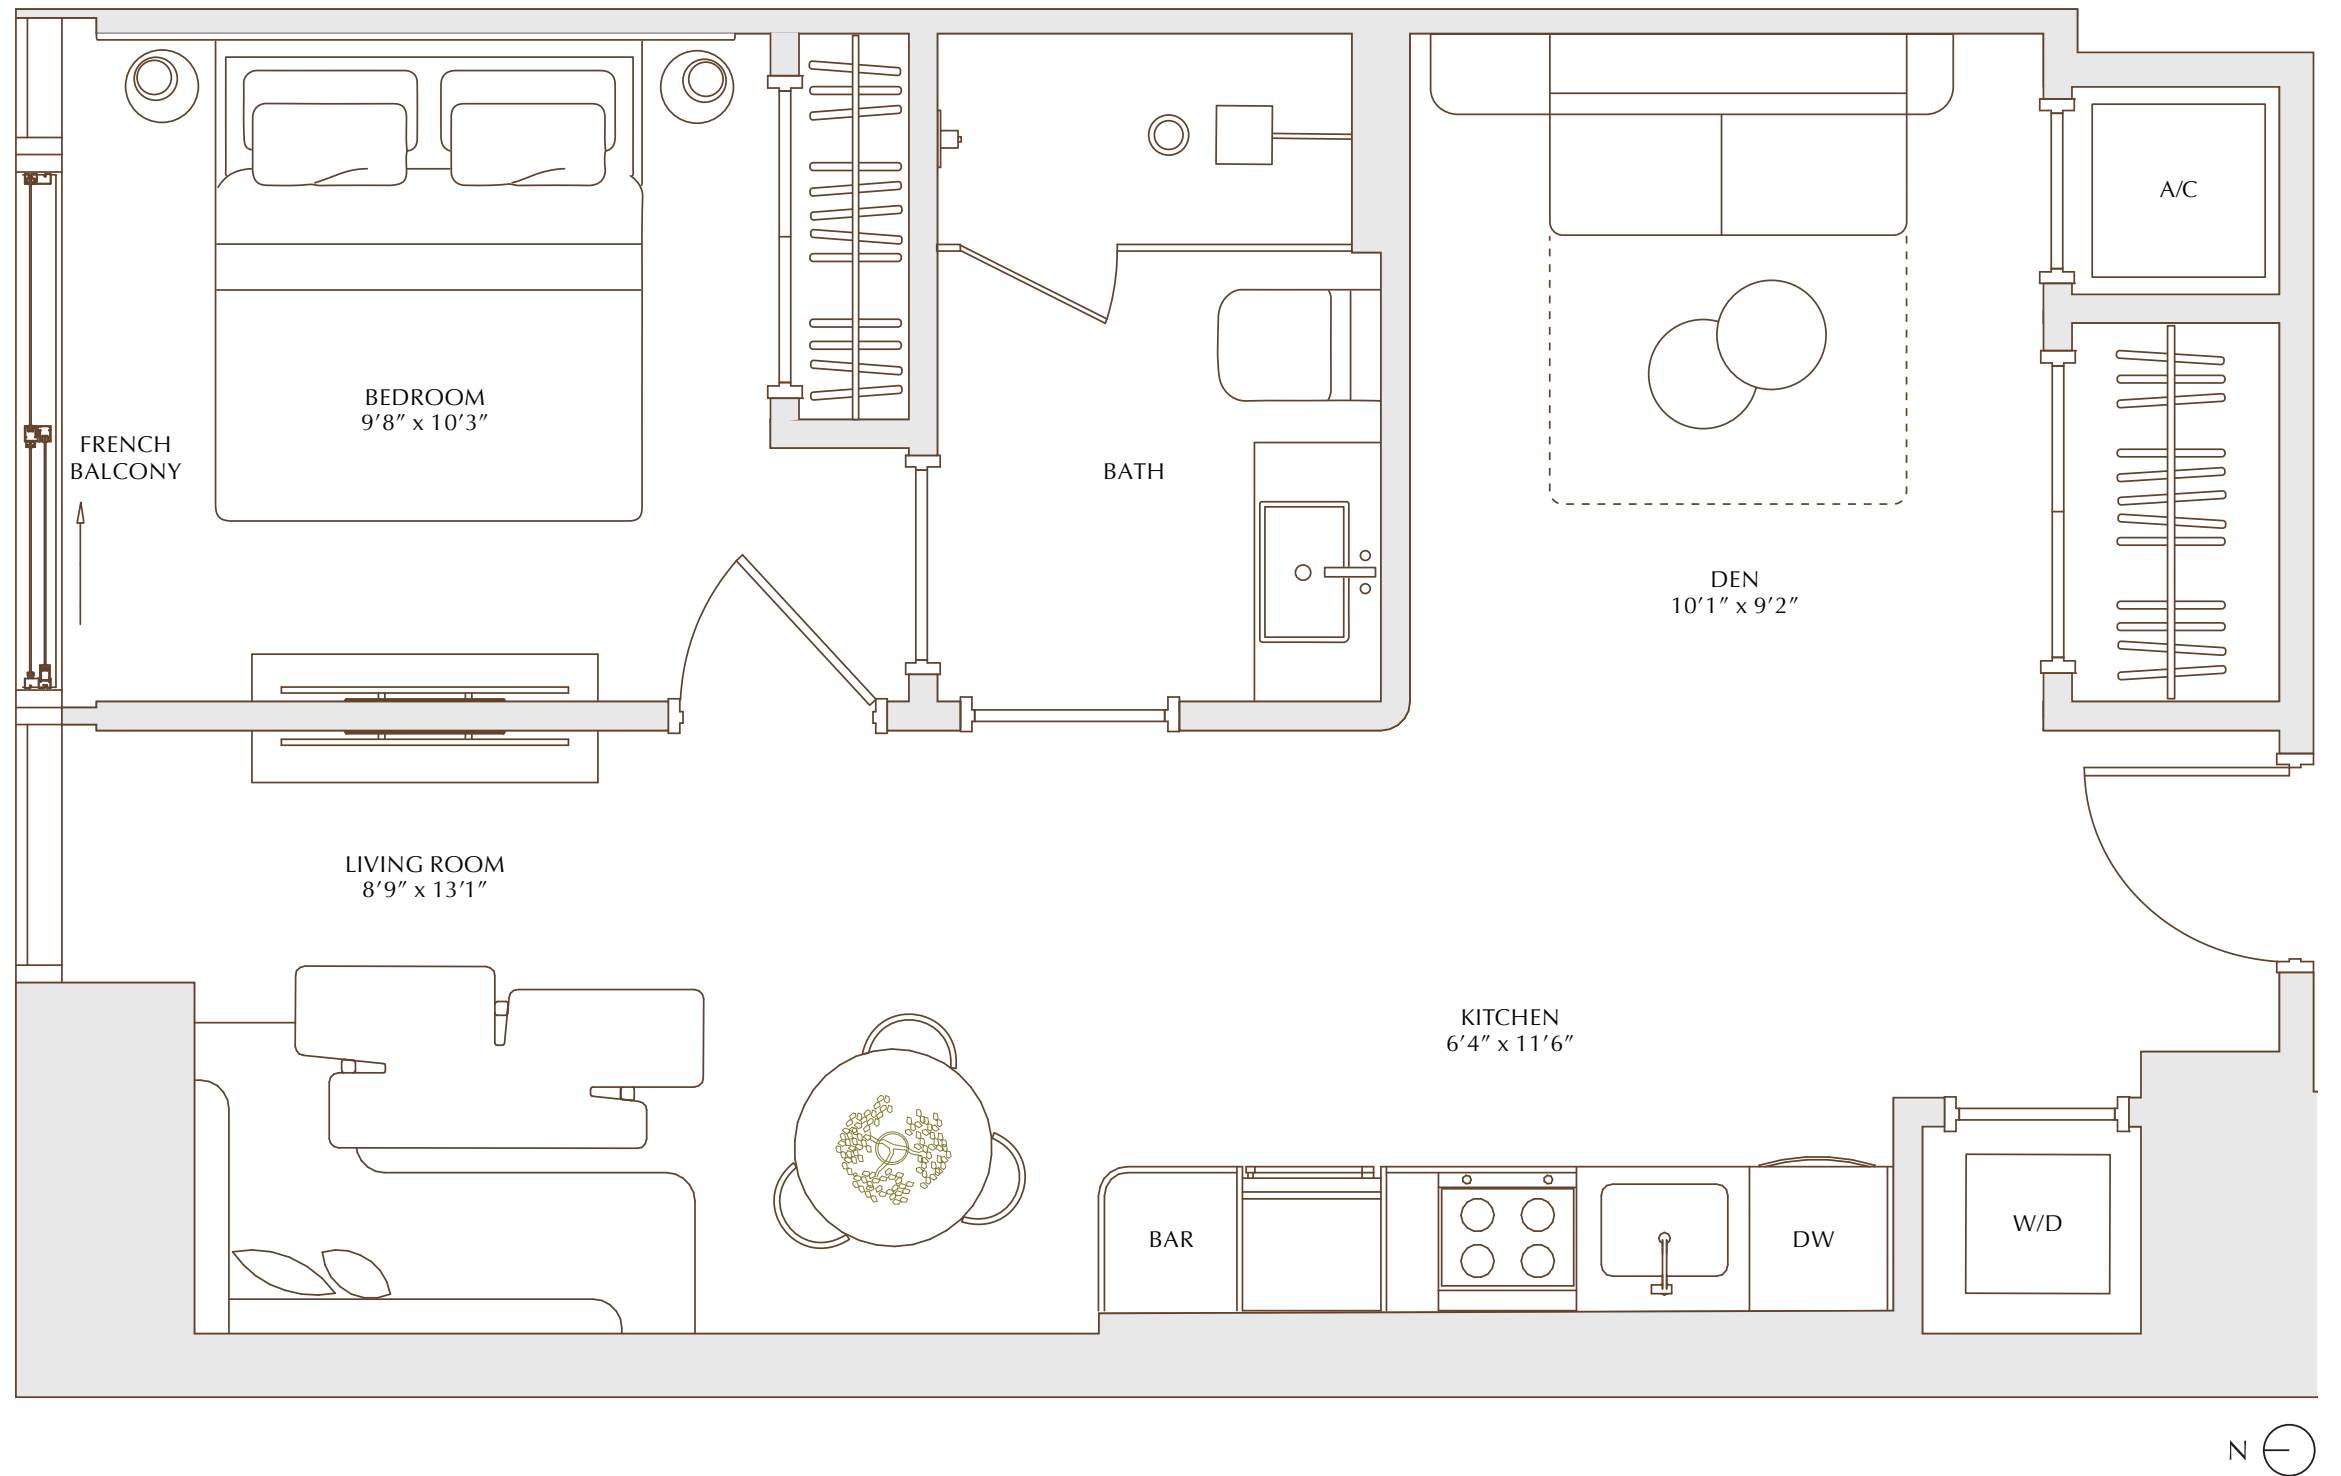 A/C
BEDROOM
9’8” x 10’3”
FRENCH
BALCONY
BATH
DEN
10’1” x 9’2”
LIVING ROOM
8’9” x 13’1”
KITCHEN
6’4” x 11’6”
BAR
DW
W/D
N